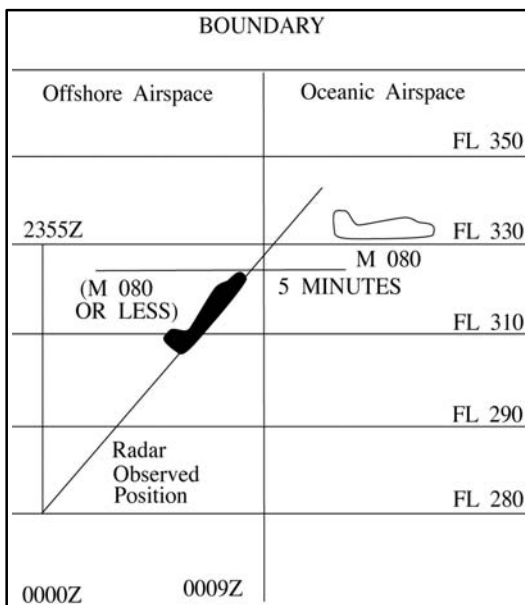 BOUNDARY
Offshore Airspace
Oceanic Airspace
FL 350
2355Z
FL 330
M 080
(M 080
OR LESS)
5 MINUTES
FL 310
FL 290
Radar
Observed
Position
FL 280
0000Z
0009Z